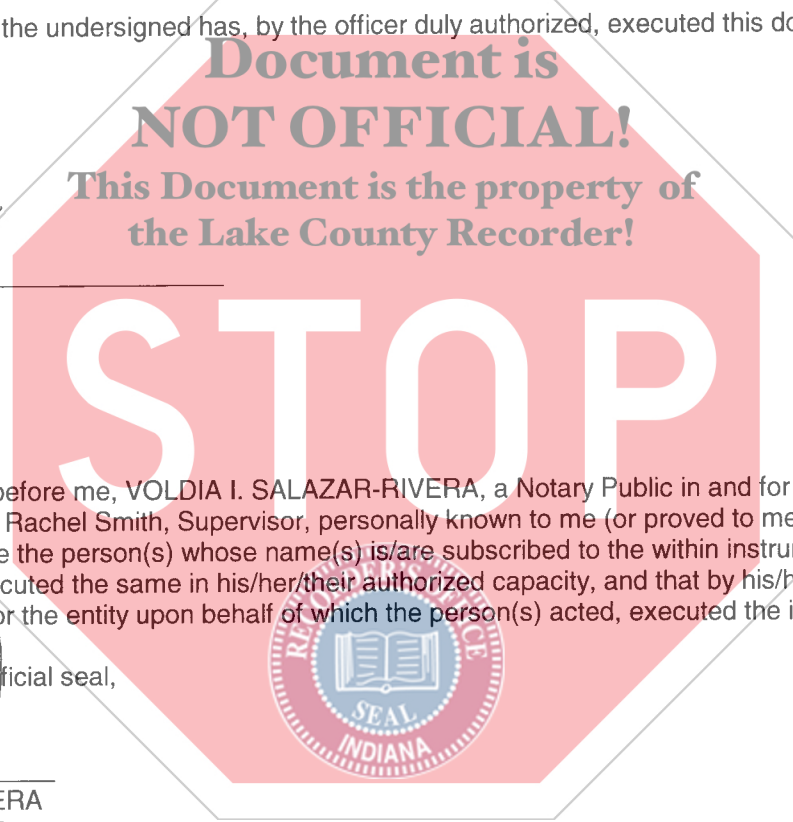 the undersigned has, by the officer duly authorized, executed this do
Document is
NOT OFFICIAL!
This Document is the property of
the Lake County Recorder!
STOP
before me, VOLDIA I. SALAZAR-RIVERA, a Notary Public in and for
Rachel Smith, Supervisor, personally known to me (or proved to me
e the person(s) whose name(s) is/are subscribed to the within instru
cuted the same in his/her/their authorized capacity, and that by his/h
or the entity upon behalf of which the person(s) acted, executed the i
RECORDER'S OFFICE
ficial seal,
SEAL
INDIANA
ERA